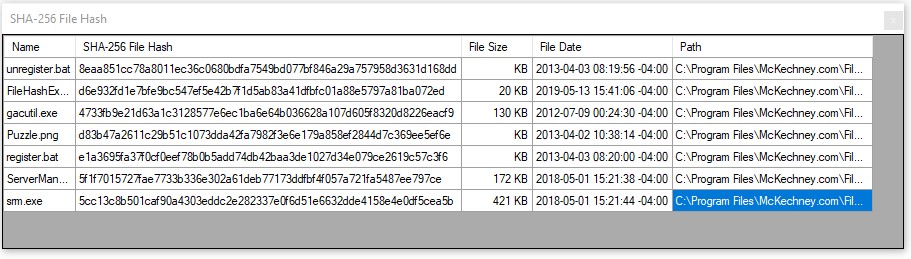 SHA-256 File Hash
x
Name SHA-256 File Hash File Size File Date Path
unregister.bat 8eaa851cc78a8011ec36c0680bdfa7549bd077bf846a29a757958d3631d168dd KB 2013-04-03 08:19:56 -04:00 C:\Program Files\McKechney.com\Fil...
FileHashEx... d6e932fd1e7bfe9bc547ef5e42b7f1d5ab83a41dfbfc01a88e5797a81ba072ed 20 KB 2019-05-13 15:41:06 -04:00 C:\Program Files\McKechney.com\Fil...
gacutil.exe 4733fb9e21d63a1c3128577e6ec1ba6e64b036628a107d605f8320d8226eacf9 130 KB 2012-07-09 00:24:30 -04:00 C:\Program Files\McKechney.com\Fil...
Puzzle.png d83b47a2611c29b51c1073dda42fa7982f3e6e179a858ef2844d7c369ee5ef6e KB 2013-04-02 10:38:14 -04:00 C:\Program Files\McKechney.com\Fil...
register.bat e1a3695fa37f0cf0eef78b0b5add74db42baa3de1027d34e079ce2619c57c3f6 KB 2013-04-03 08:20:00 -04:00 C:\Program Files\McKechney.com\Fil...
ServerMan... 5f1f7015727fae7733b336e302a61deb77173ddfbf4f057a721fa5487ee797ce 172 KB 2018-05-01 15:21:38 -04:00 C:\Program Files\McKechney.com\Fil...
srm.exe 5cc13c8b501caf90a4303eddc2e282337e0f6d51e6632dde4158e4e0df5cea5b 421 KB 2018-05-01 15:21:44 -04:00 C:\Program Files\McKechney.com\Fil...